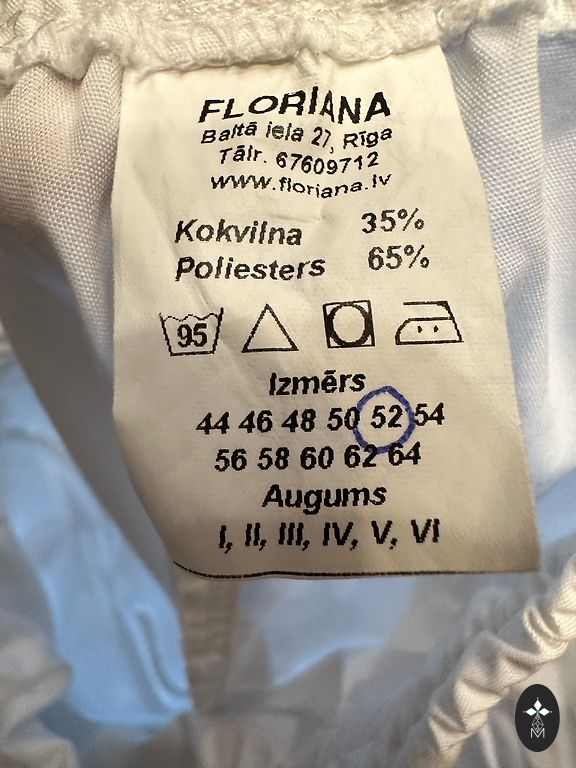 FLORIANA
Baltā iela 27, Rīga
Tālr. 67609712
www.floriana.lv
Kokvilna 35%
Poliesters 65%
95
Izmērs
44 46 48 50 52 54
56 58 60 62 64
Augums
I, II, III, IV, V, VI
M